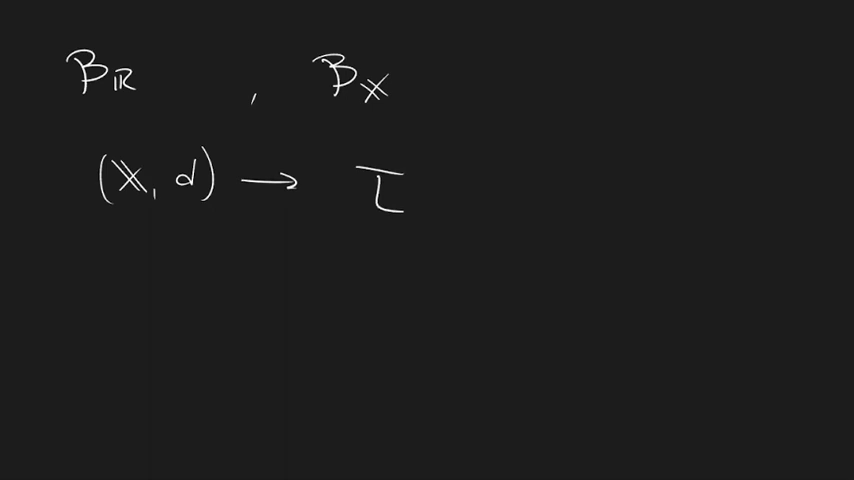 𝓑_ℝ , 𝓑_𝕏
(𝕏, d) → τ